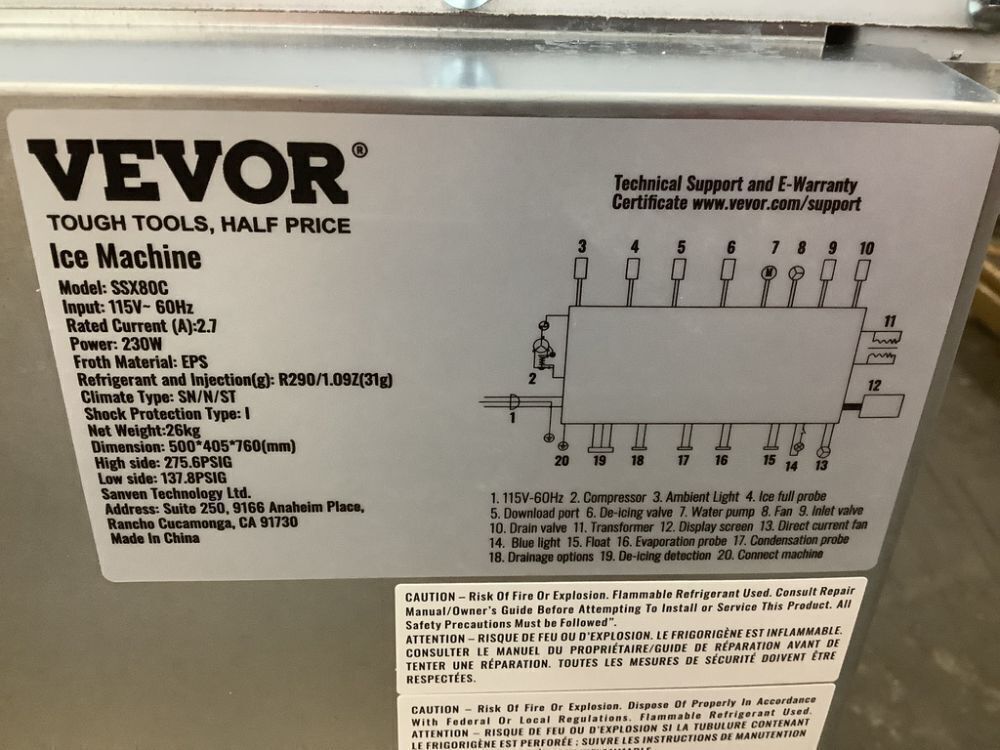 VEVOR®
TOUGH TOOLS, HALF PRICE
Ice Machine
Model: SSX80C
Input: 115V~ 60Hz
Rated Current (A):2.7
Power: 230W
Froth Material: EPS
Refrigerant and Injection(g): R290/1.09Z(31g)
Climate Type: SN/N/ST
Shock Protection Type: I
Net Weight:26kg
Dimension: 500*405*760(mm)
High side: 275.6PSIG
Low side: 137.8PSIG
Sanven Technology Ltd.
Address: Suite 250, 9166 Anaheim Place,
Rancho Cucamonga, CA 91730
Made In China
Technical Support and E-Warranty
Certificate www.vevor.com/support
3 4 5 6 7 8 9 10
M
11
2
12
1
20 19 18 17 16 15 14 13
1. 115V-60Hz 2. Compressor 3. Ambient Light 4. Ice full probe
5. Download port 6. De-icing valve 7. Water pump 8. Fan 9. Inlet valve
10. Drain valve 11. Transformer 12. Display screen 13. Direct current fan
14. Blue light 15. Float 16. Evaporation probe 17. Condensation probe
18. Drainage options 19. De-icing detection 20. Connect machine
CAUTION – Risk Of Fire Or Explosion. Flammable Refrigerant Used. Consult Repair
Manual/Owner's Guide Before Attempting To Install or Service This Product. All
Safety Precautions Must be Followed".
ATTENTION – RISQUE DE FEU OU D'EXPLOSION. LE FRIGORIGÈNE EST INFLAMMABLE.
CONSULTER LE MANUEL DU PROPRIÉTAIRE/GUIDE DE RÉPARATION AVANT DE
TENTER UNE RÉPARATION. TOUTES LES MESURES DE SÉCURITÉ DOIVENT ÊTRE
RESPECTÉES.
CAUTION – Risk Of Fire Or Explosion. Dispose Of Properly In Accordance
With Federal Or Local Regulations. Flammable Refrigerant Used.
ATTENTION – RISQUE DE FEU OU D'EXPLOSION SI LA TUBULURE CONTENANT
LE FRIGORIGÈNE EST PERFORÉE ; SUIVRE LES INSTRUCTIONS DE MANUTENTION